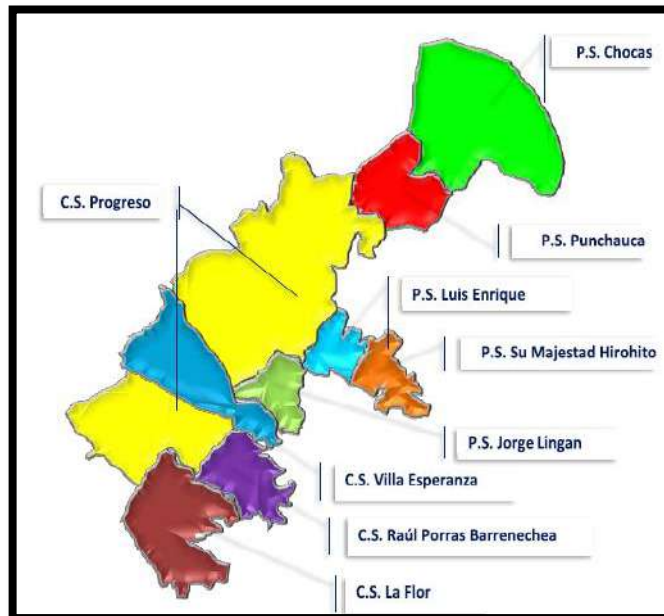 P.S. Chocas
C.S. Progreso
P.S. Punchauca
P.S. Luis Enrique
P.S. Su Majestad Hirohito
P.S. Jorge Lingan
C.S. Villa Esperanza
C.S. Raúl Porras Barrenechea
C.S. La Flor